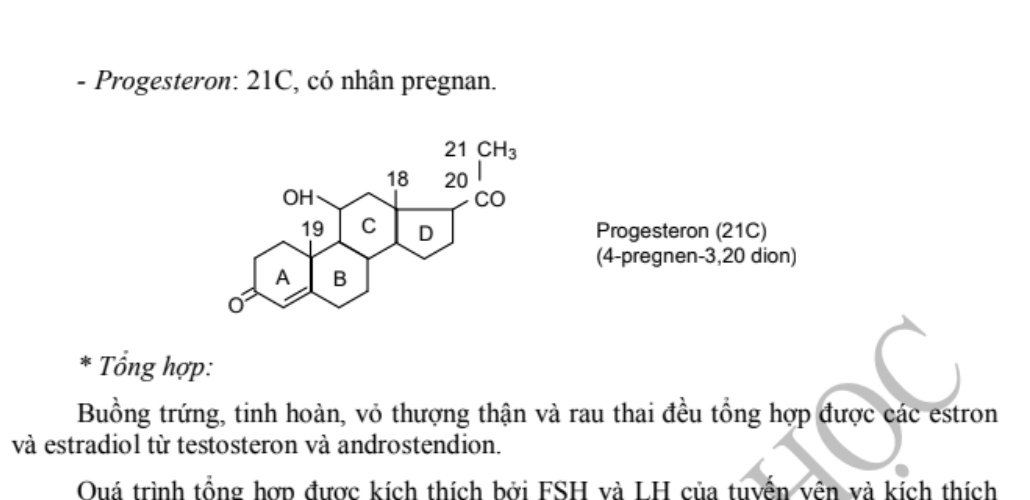 - Progesteron: 21C, có nhân pregnan.
21 CH₃
18 20
OH CO
19 C D
A B
O
Progesteron (21C)
(4-pregnen-3,20 dion)
* Tổng hợp:
Buồng trứng, tinh hoàn, vỏ thượng thận và rau thai đều tổng hợp được các estron
và estradiol từ testosteron và androstendion.
Quá trình tổng hợp được kích thích bởi FSH và LH của tuyến yên và kích thích
HỌC